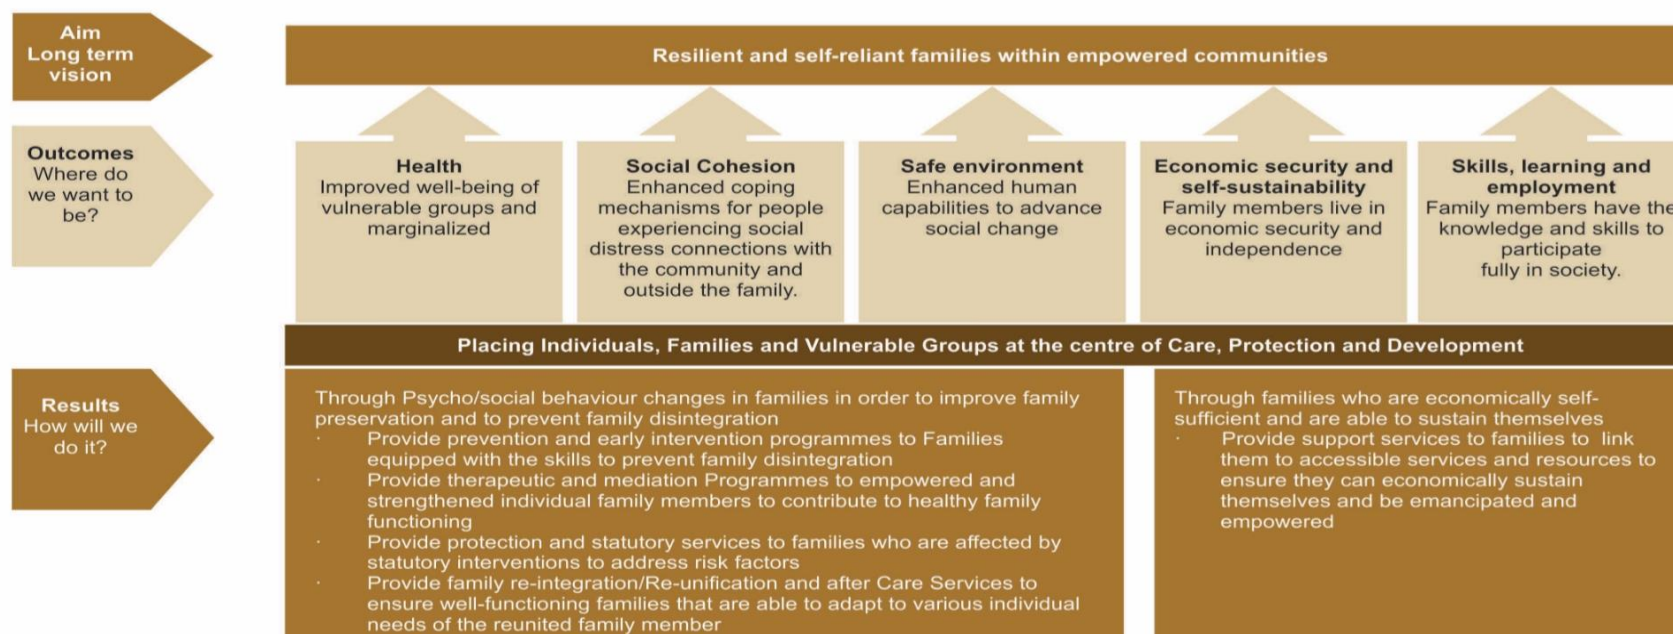 Aim
Long term
vision
Resilient and self-reliant families within empowered communities
Outcomes
Where do
we want to
be?
Health
Improved well-being of
vulnerable groups and
marginalized
Social Cohesion
Enhanced coping
mechanisms for people
experiencing social
distress connections with
the community and
outside the family.
Safe environment
Enhanced human
capabilities to advance
social change
Economic security and
self-sustainability
Family members live in
economic security and
independence
Skills, learning and
employment
Family members have the
knowledge and skills to
participate
fully in society.
Placing Individuals, Families and Vulnerable Groups at the centre of Care, Protection and Development
Results
How will we
do it?
Through Psycho/social behaviour changes in families in order to improve family
preservation and to prevent family disintegration
· Provide prevention and early intervention programmes to Families
equipped with the skills to prevent family disintegration
· Provide therapeutic and mediation Programmes to empowered and
strengthened individual family members to contribute to healthy family
functioning
· Provide protection and statutory services to families who are affected by
statutory interventions to address risk factors
· Provide family re-integration/Re-unification and after Care Services to
ensure well-functioning families that are able to adapt to various individual
needs of the reunited family member
Through families who are economically self-
sufficient and are able to sustain themselves
· Provide support services to families to link
them to accessible services and resources to
ensure they can economically sustain
themselves and be emancipated and
empowered